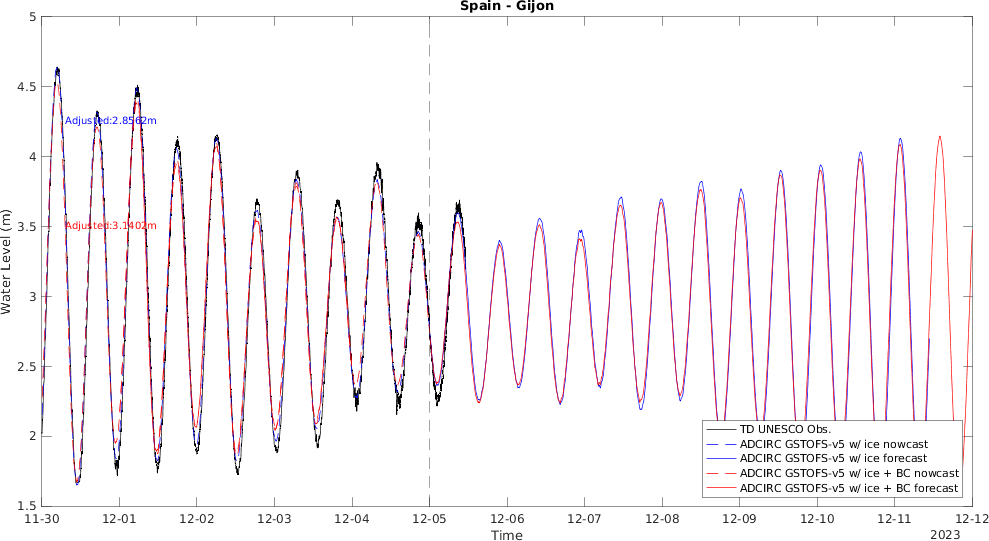 Spain - Gijon
Water Level (m)
5
4.5
4
3.5
3
2.5
2
1.5
Adjusted:2.8562m
Adjusted:3.1402m
TD UNESCO Obs.
ADCIRC GSTOFS-v5 w/ ice nowcast
ADCIRC GSTOFS-v5 w/ ice forecast
ADCIRC GSTOFS-v5 w/ ice + BC nowcast
ADCIRC GSTOFS-v5 w/ ice + BC forecast
11-30 12-01 12-02 12-03 12-04 12-05 12-06 12-07 12-08 12-09 12-10 12-11 12-12
Time
2023